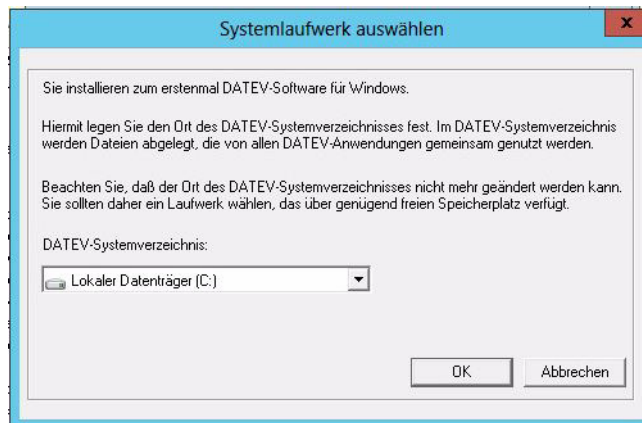 Systemlaufwerk auswählen
x
Sie installieren zum erstenmal DATEV-Software für Windows.
Hiermit legen Sie den Ort des DATEV-Systemverzeichnisses fest. Im DATEV-Systemverzeichnis
werden Dateien abgelegt, die von allen DATEV-Anwendungen gemeinsam genutzt werden.
Beachten Sie, daß der Ort des DATEV-Systemverzeichnisses nicht mehr geändert werden kann.
Sie sollten daher ein Laufwerk wählen, das über genügend freien Speicherplatz verfügt.
DATEV-Systemverzeichnis:
Lokaler Datenträger (C:)
OK Abbrechen